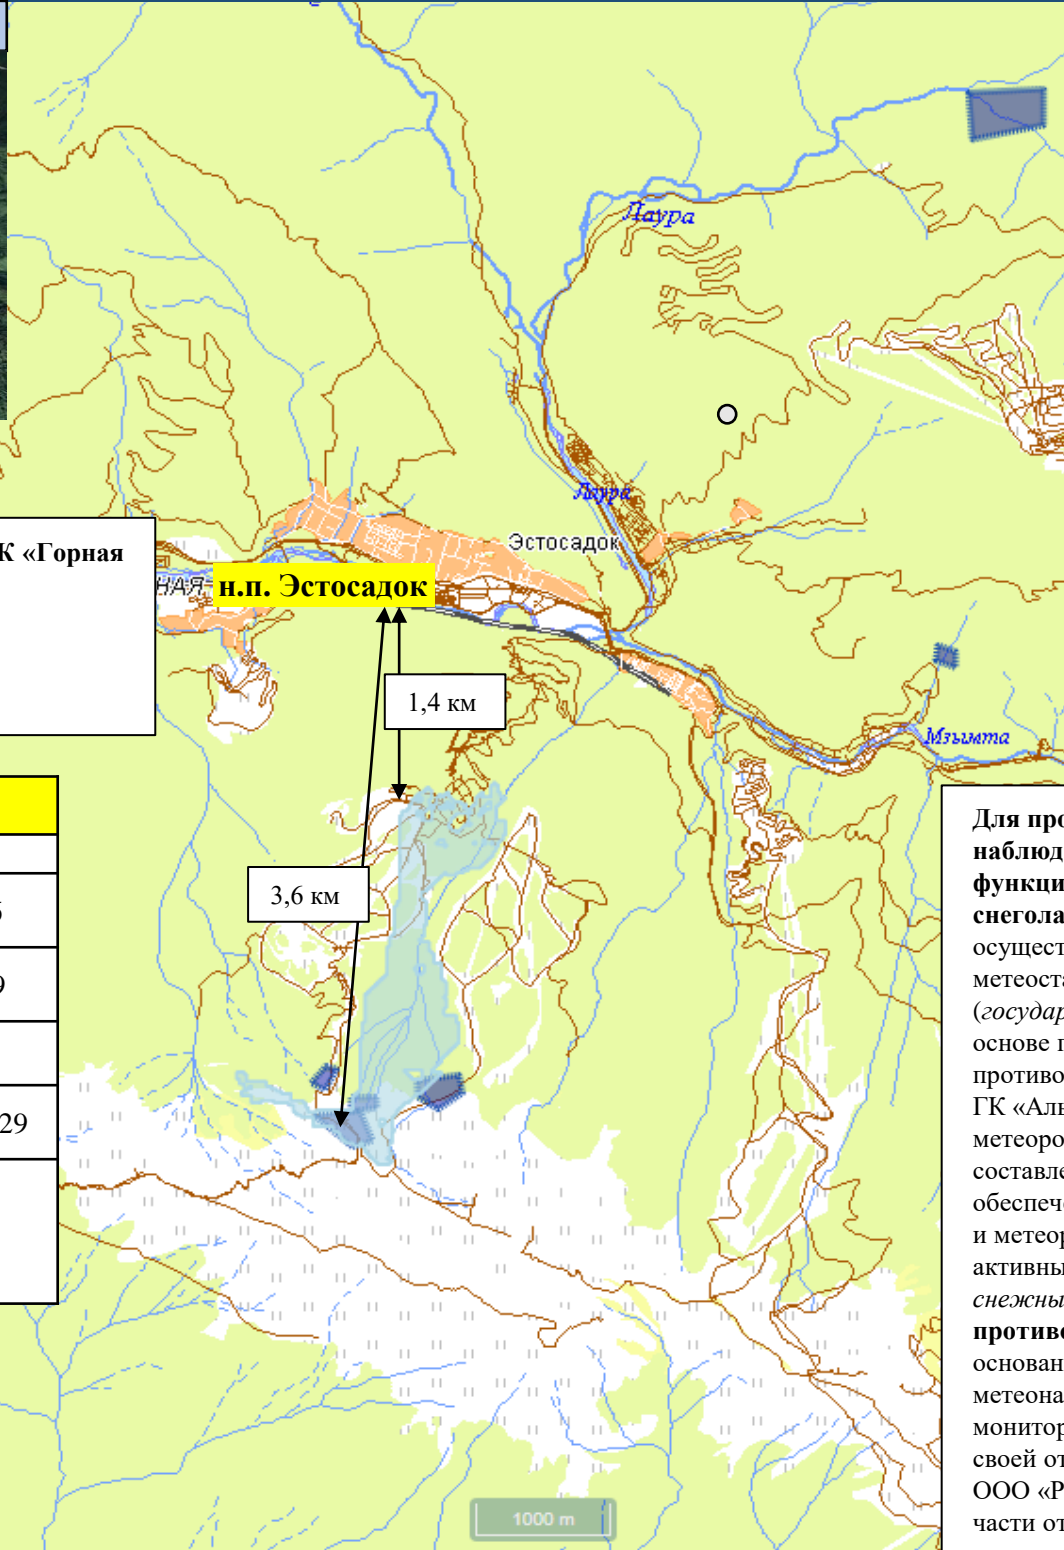 Лаура
Лаура
Эстосадок
К «Горная
НАЯ
н.п. Эстосадок
1,4 км
Мзымта
3,6 км
9
29
Для про
наблюд
функци
снегола
осущест
метеоста
(государ
основе п
противо
ГК «Аль
метеоро
составле
обеспеч
и метеор
активны
снежны
противо
основан
метеона
монитор
своей от
ООО «Р
части от
1000 m